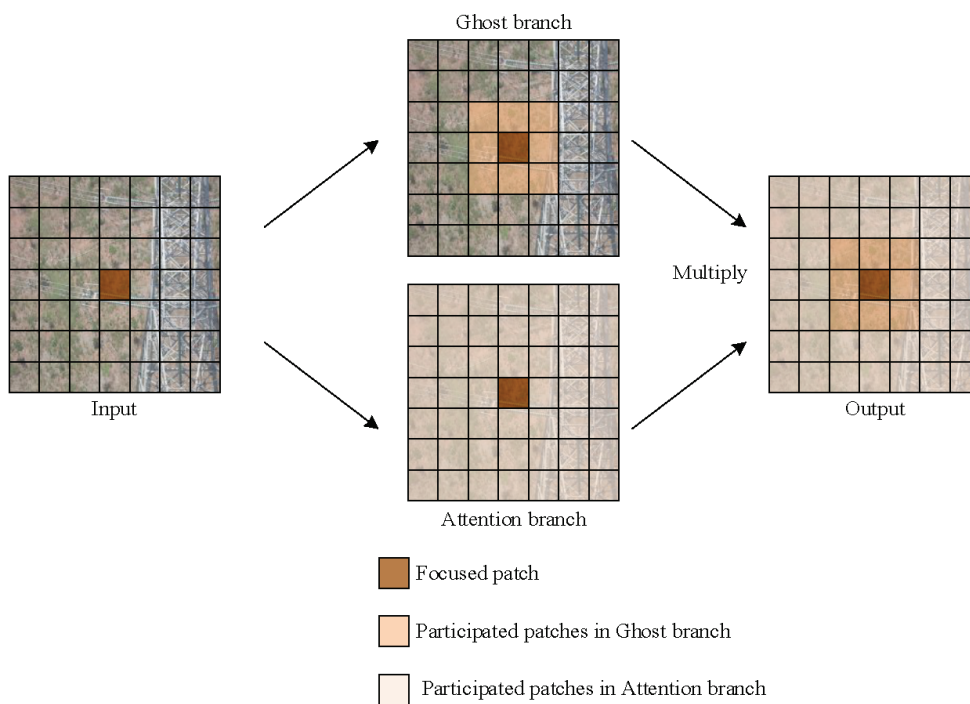 Ghost branch
Input
Multiply
Output
Attention branch
Focused patch
Participated patches in Ghost branch
Participated patches in Attention branch